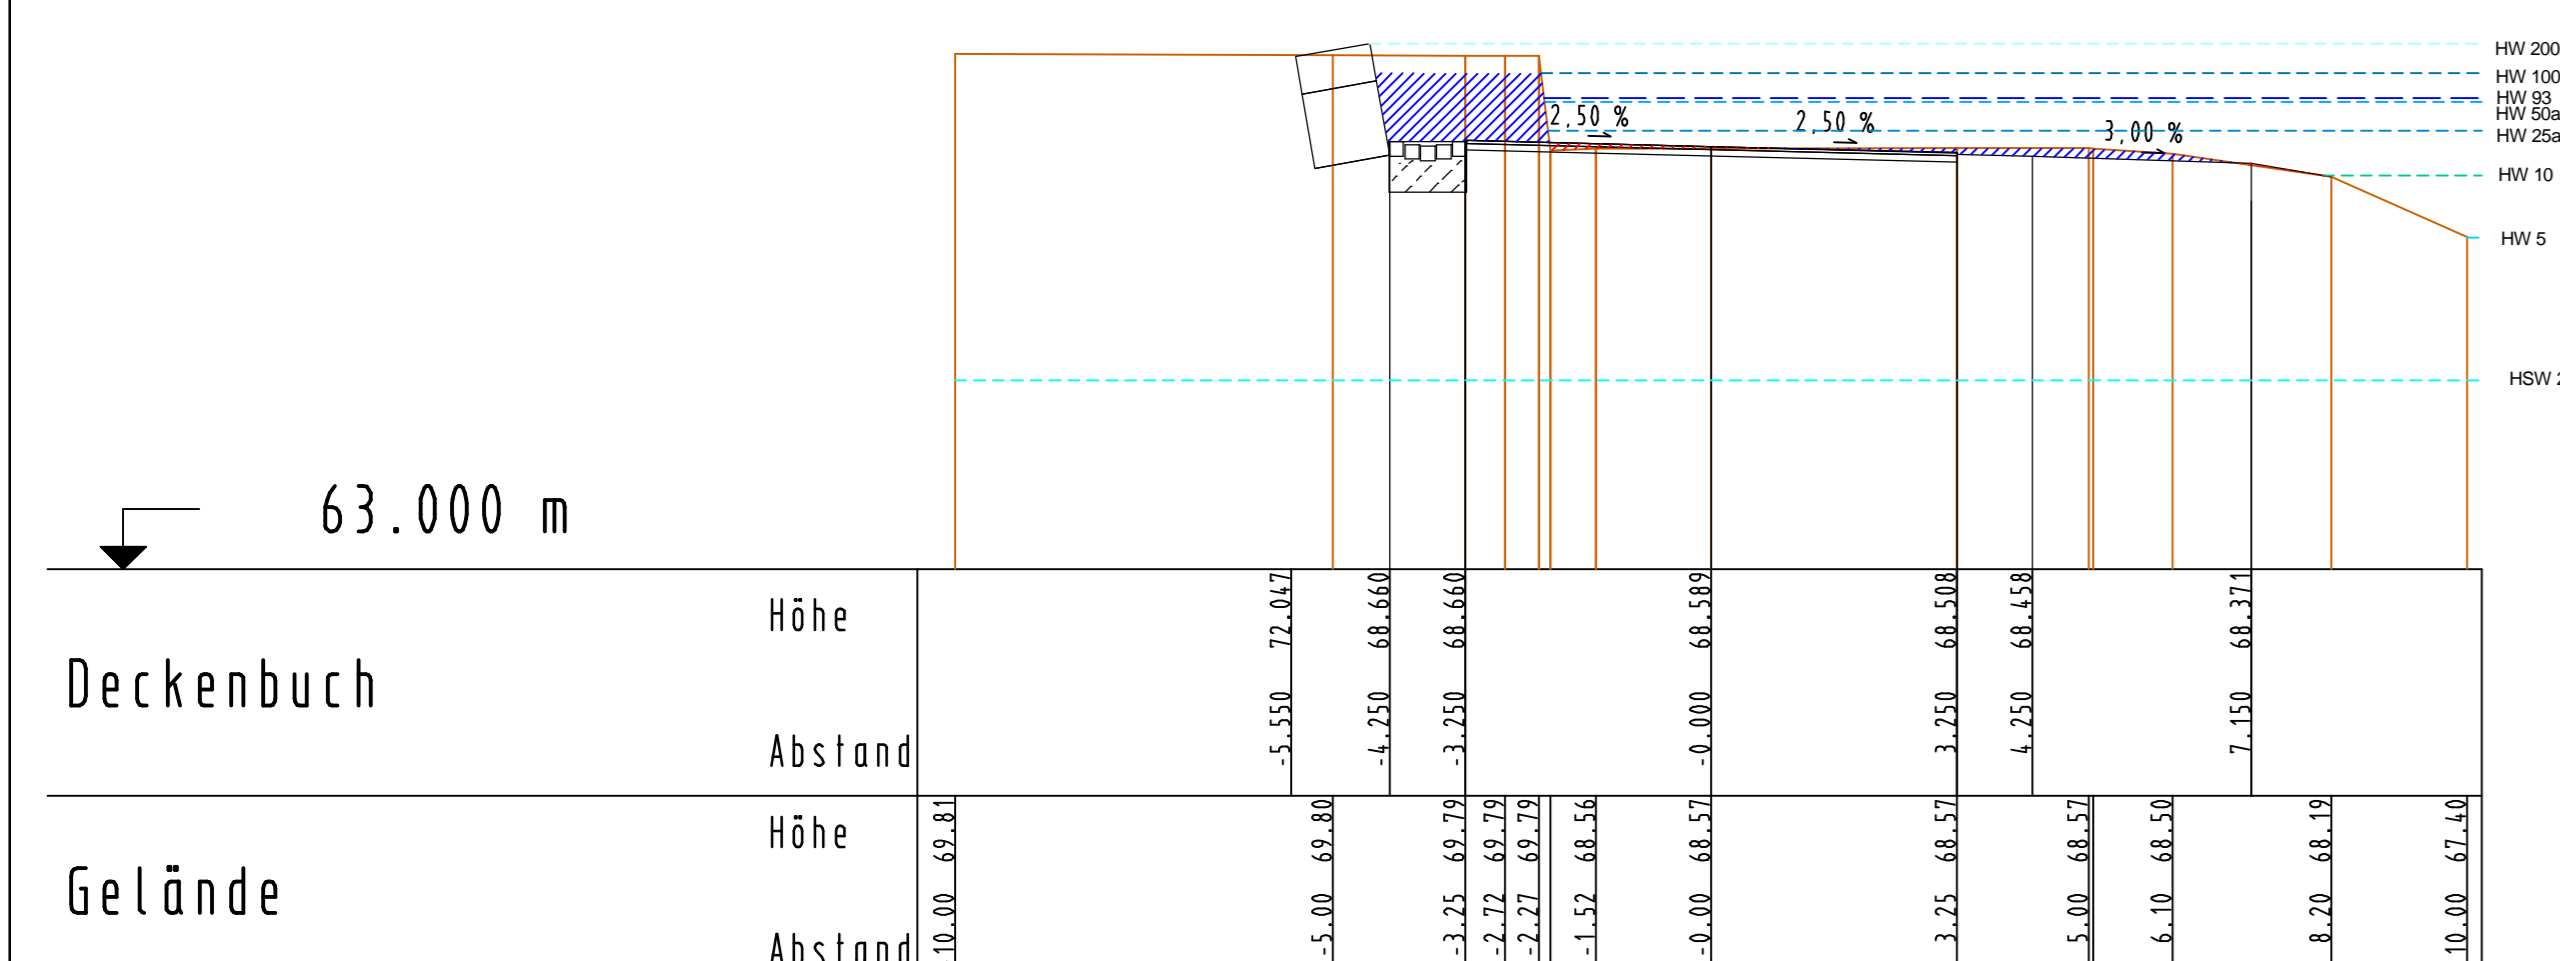 HW 200
HW 100
HW 93
HW 50a
HW 25a
HW 10
HW 5
HSW
2,50 %
2,50 %
3,00 %
63.000 m
Deckenbuch
Höhe
72.047 68.660 68.660 68.589 68.508 68.458 68.371
Abstand
-5.550 -4.250 -3.250 -0.000 3.250 4.250 7.150
Gelände
Höhe
69.81 69.80 69.79 69.79 69.79 68.56 68.57 68.57 68.57 68.50 68.19 67.40
Abstand
10.00 -5.00 -3.25 -2.72 -2.27 -1.52 -0.00 3.25 5.00 6.10 8.20 10.00